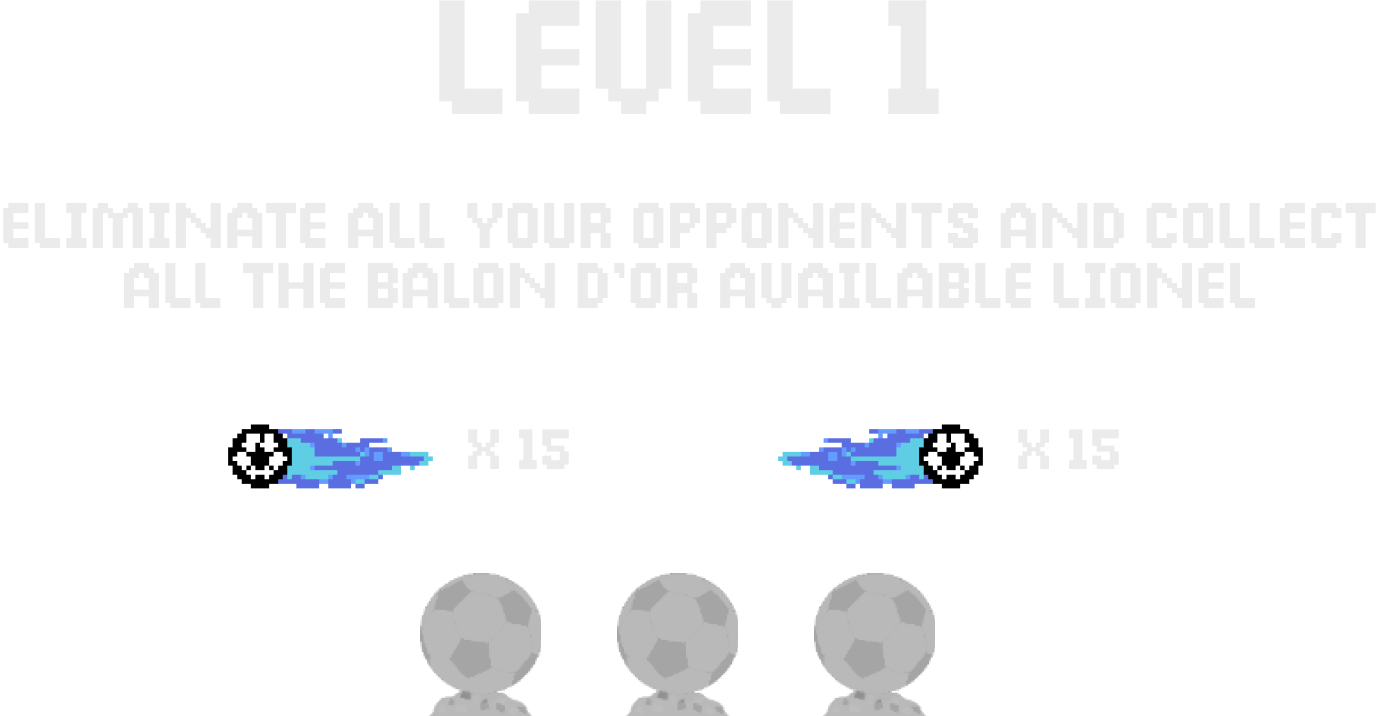 LEVEL 1
ELIMINATE ALL YOUR OPPONENTS AND COLLECT
ALL THE BALON D'OR AVAILABLE LIONEL
X 15 X 15